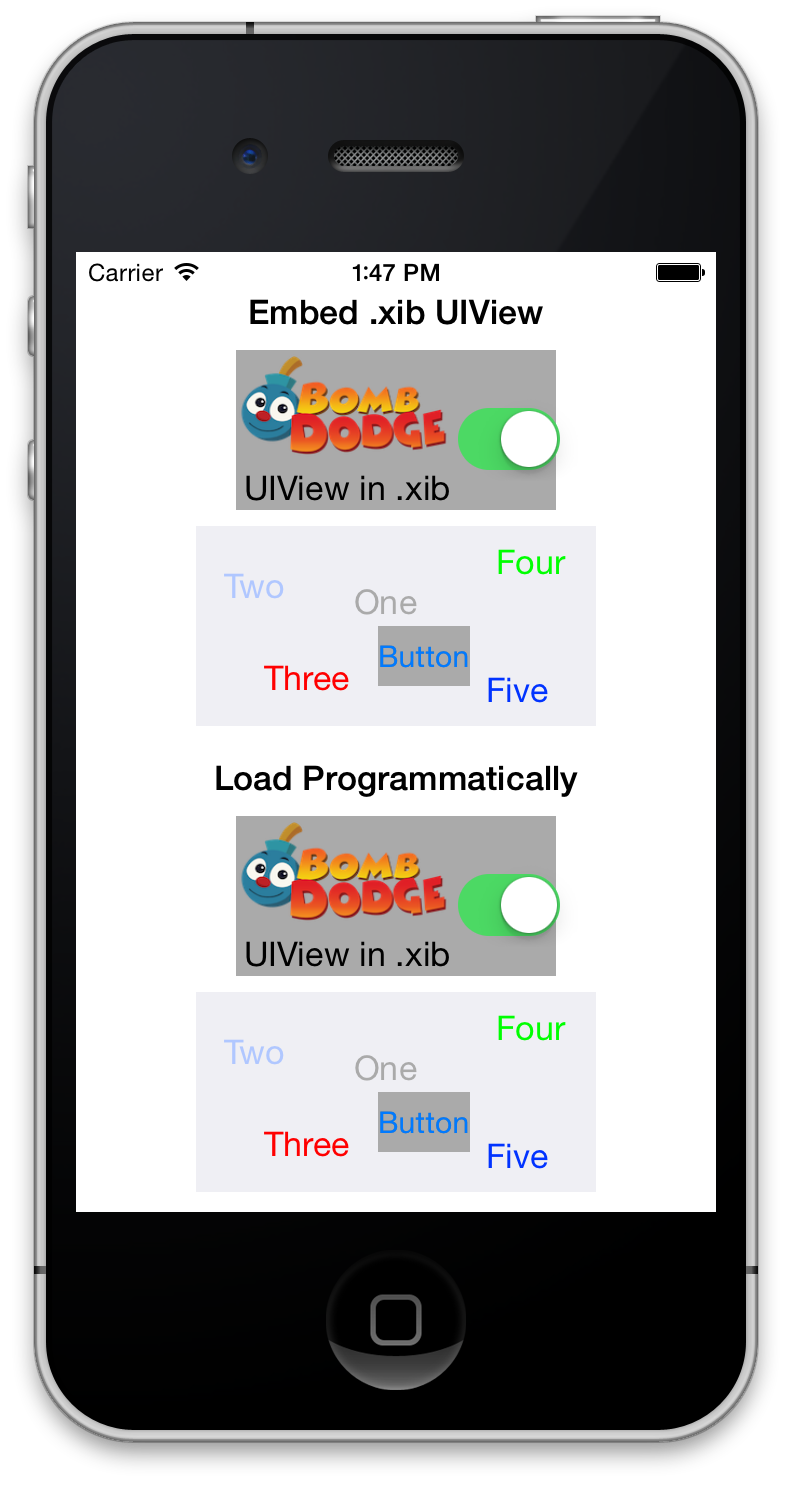 Carrier 1:47 PM
Embed .xib UIView
BOMB
DODGE
UIView in .xib
Four
Two
One
Button
Three
Five
Load Programmatically
BOMB
DODGE
UIView in .xib
Four
Two
One
Button
Three
Five